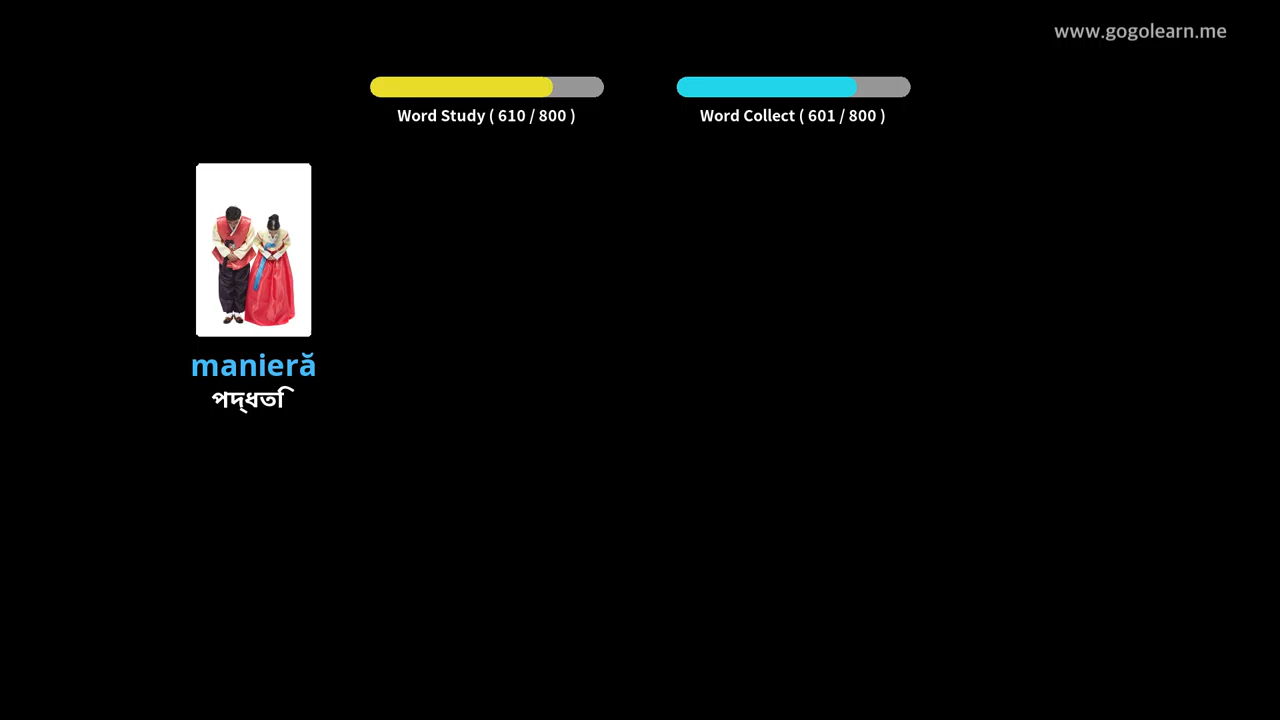 www.gogolearn.me
Word Study ( 610 / 800 )
Word Collect ( 601 / 800 )
manieră
পদ্ধতি